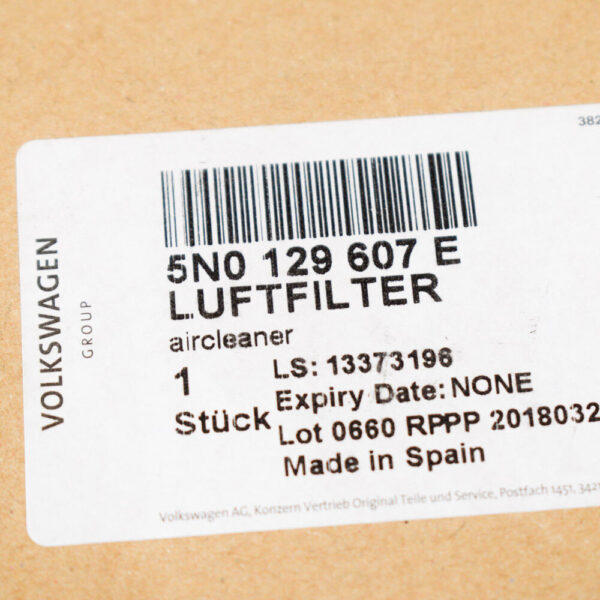 382
VOLKSWAGEN
GROUP
5N0 129 607 E
LUFTFILTER
aircleaner
1
Stück
LS: 13373196
Expiry Date: NONE
Lot 0660 RPPP 2018032
Made in Spain
Volkswagen AG, Konzern Vertrieb Original Teile und Service, Postfach 1451, 3421